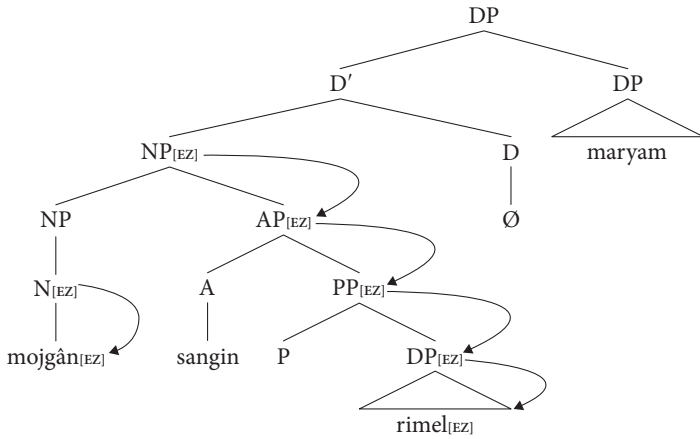 DP
D′ DP
NP[EZ] D maryam
NP AP[EZ] Ø
N[EZ] A PP[EZ]
mojgân[EZ] sangin P DP[EZ]
rimel[EZ]